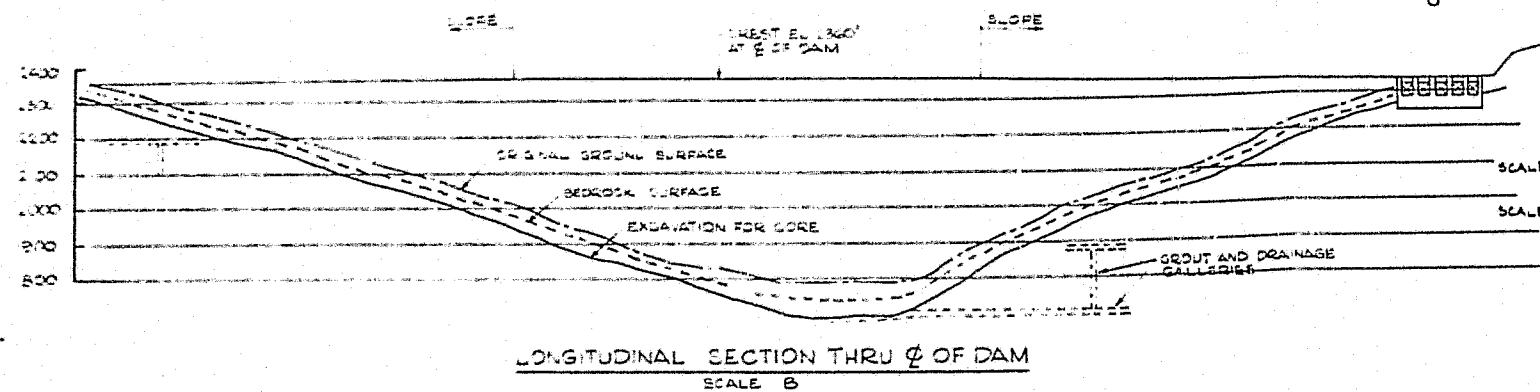 SLOPE
CREST EL 1360'
AT ℄ OF DAM
SLOPE
1400
1300
1200
1100
1000
900
800
ORIGINAL GROUND SURFACE
BEDROCK SURFACE
EXCAVATION FOR CORE
GROUT AND DRAINAGE
GALLERIES
SCALE
SCALE
LONGITUDINAL SECTION THRU ℄ OF DAM
SCALE B